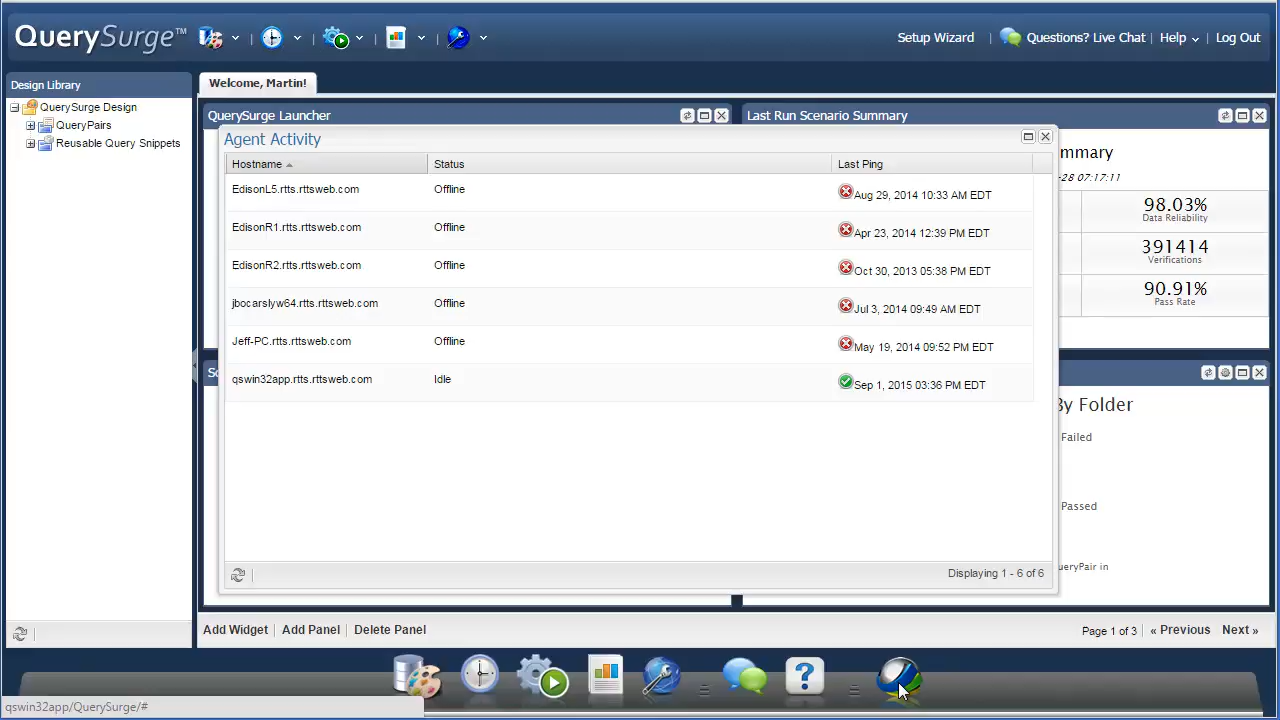 QuerySurge™
Setup Wizard
Questions? Live Chat
Help
Log Out
Design Library
QuerySurge Design
QueryPairs
Reusable Query Snippets
Welcome, Martin!
QuerySurge Launcher
Last Run Scenario Summary
Agent Activity
Hostname
Status
Last Ping
EdisonL5.rtts.rttsweb.com
Offline
Aug 29, 2014 10:33 AM EDT
EdisonR1.rtts.rttsweb.com
Offline
Apr 23, 2014 12:39 PM EDT
EdisonR2.rtts.rttsweb.com
Offline
Oct 30, 2013 05:38 PM EDT
jbocarslyw64.rtts.rttsweb.com
Offline
Jul 3, 2014 09:49 AM EDT
Jeff-PC.rtts.rttsweb.com
Offline
May 19, 2014 09:52 PM EDT
qswin32app.rtts.rttsweb.com
Idle
Sep 1, 2015 03:36 PM EDT
Displaying 1 - 6 of 6
mmary
-28 07:17:11
98.03%
Data Reliability
391414
Verifications
90.91%
Pass Rate
By Folder
Failed
Passed
ueryPair in
Add Widget
Add Panel
Delete Panel
Page 1 of 3
« Previous
Next »
qswin32app/QuerySurge/#